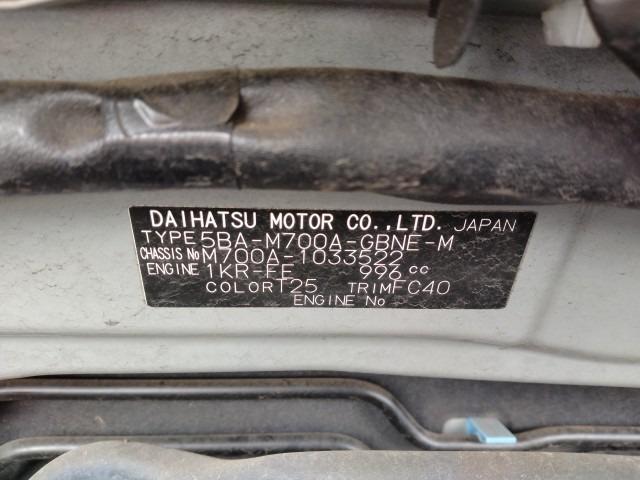 DAIHATSU MOTOR CO.,LTD. JAPAN
TYPE 5BA-M700A-GBNE-M
CHASSIS No M700A-1033522
ENGINE 1KR-FE 996 cc
COLOR T25 TRIM FC40
ENGINE No